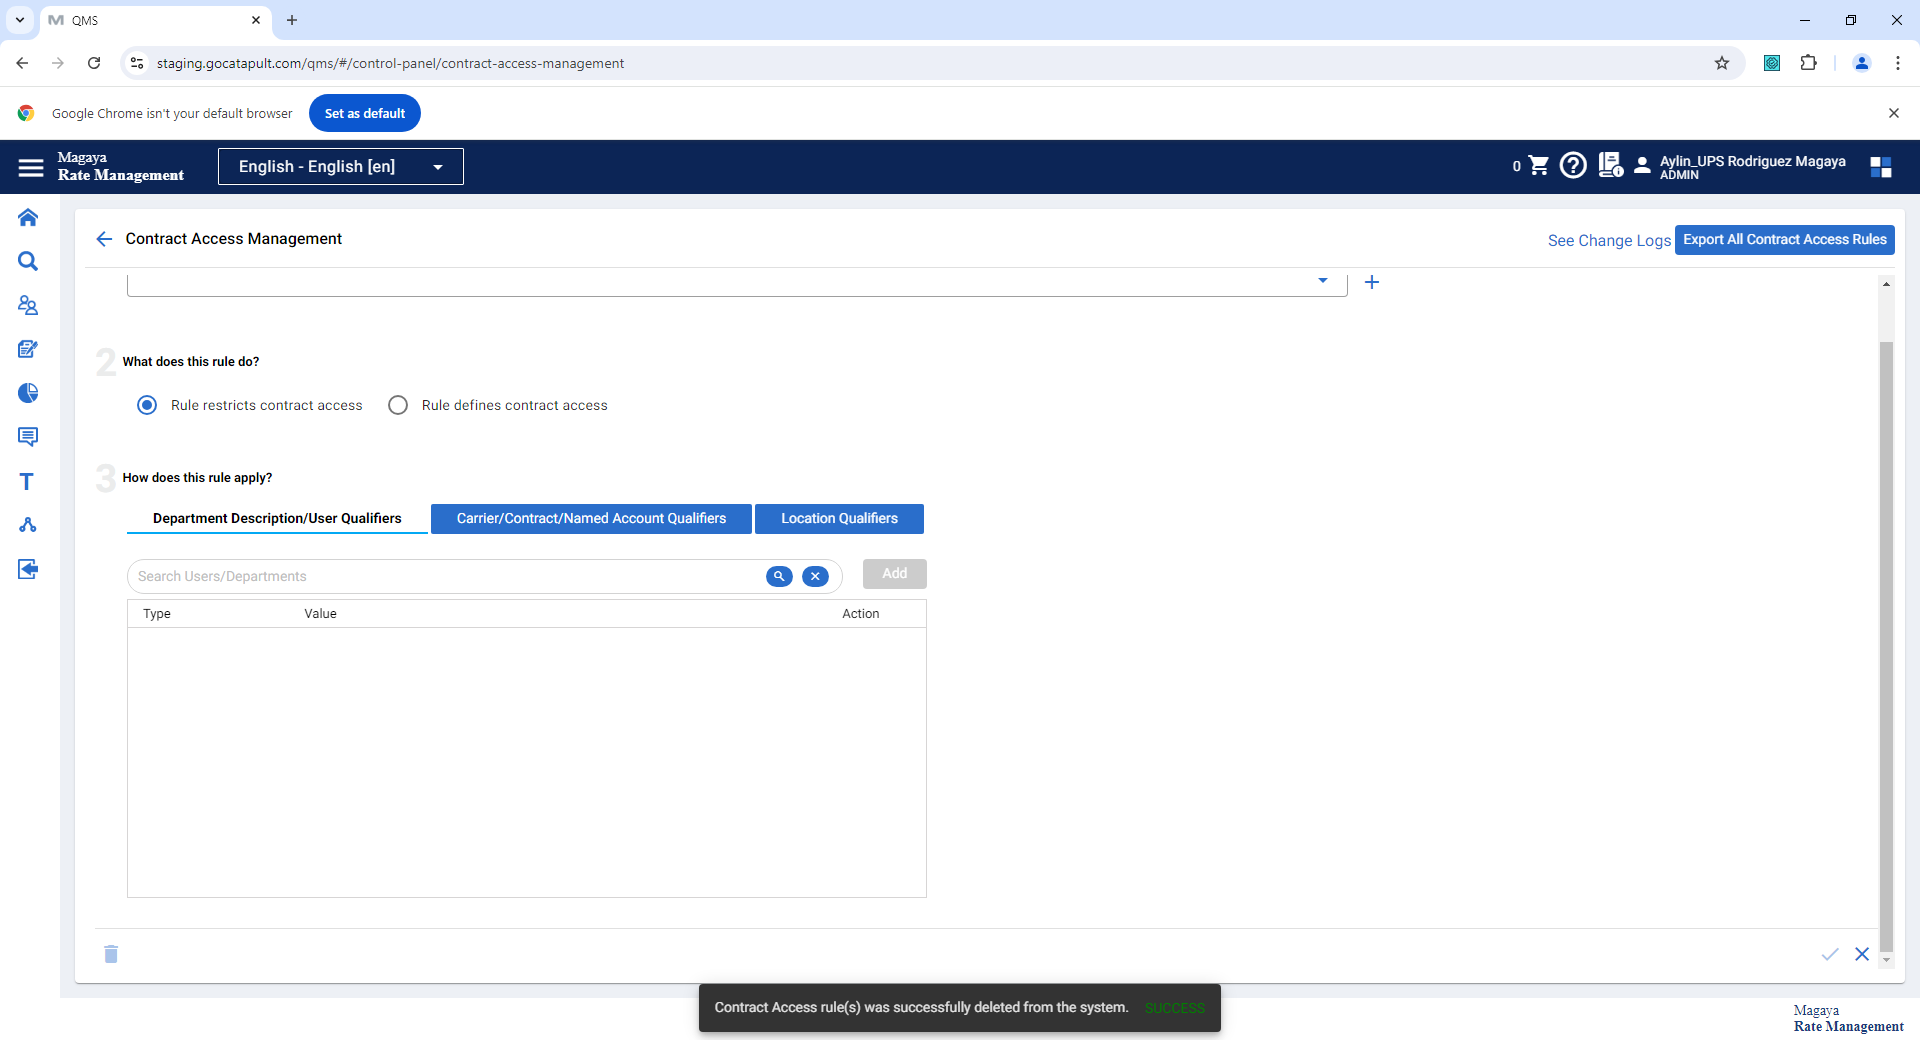 QMS
staging.gocatapult.com/qms/#/control-panel/contract-access-management
Google Chrome isn't your default browser
Set as default
Magaya
Rate Management
English - English [en]
0
Aylin_UPS Rodriguez Magaya
ADMIN
Contract Access Management
See Change Logs
Export All Contract Access Rules
2 What does this rule do?
Rule restricts contract access
Rule defines contract access
3 How does this rule apply?
Department Description/User Qualifiers
Carrier/Contract/Named Account Qualifiers
Location Qualifiers
Search Users/Departments
Add
Type Value Action
Contract Access rule(s) was successfully deleted from the system. SUCCESS
Magaya
Rate Management